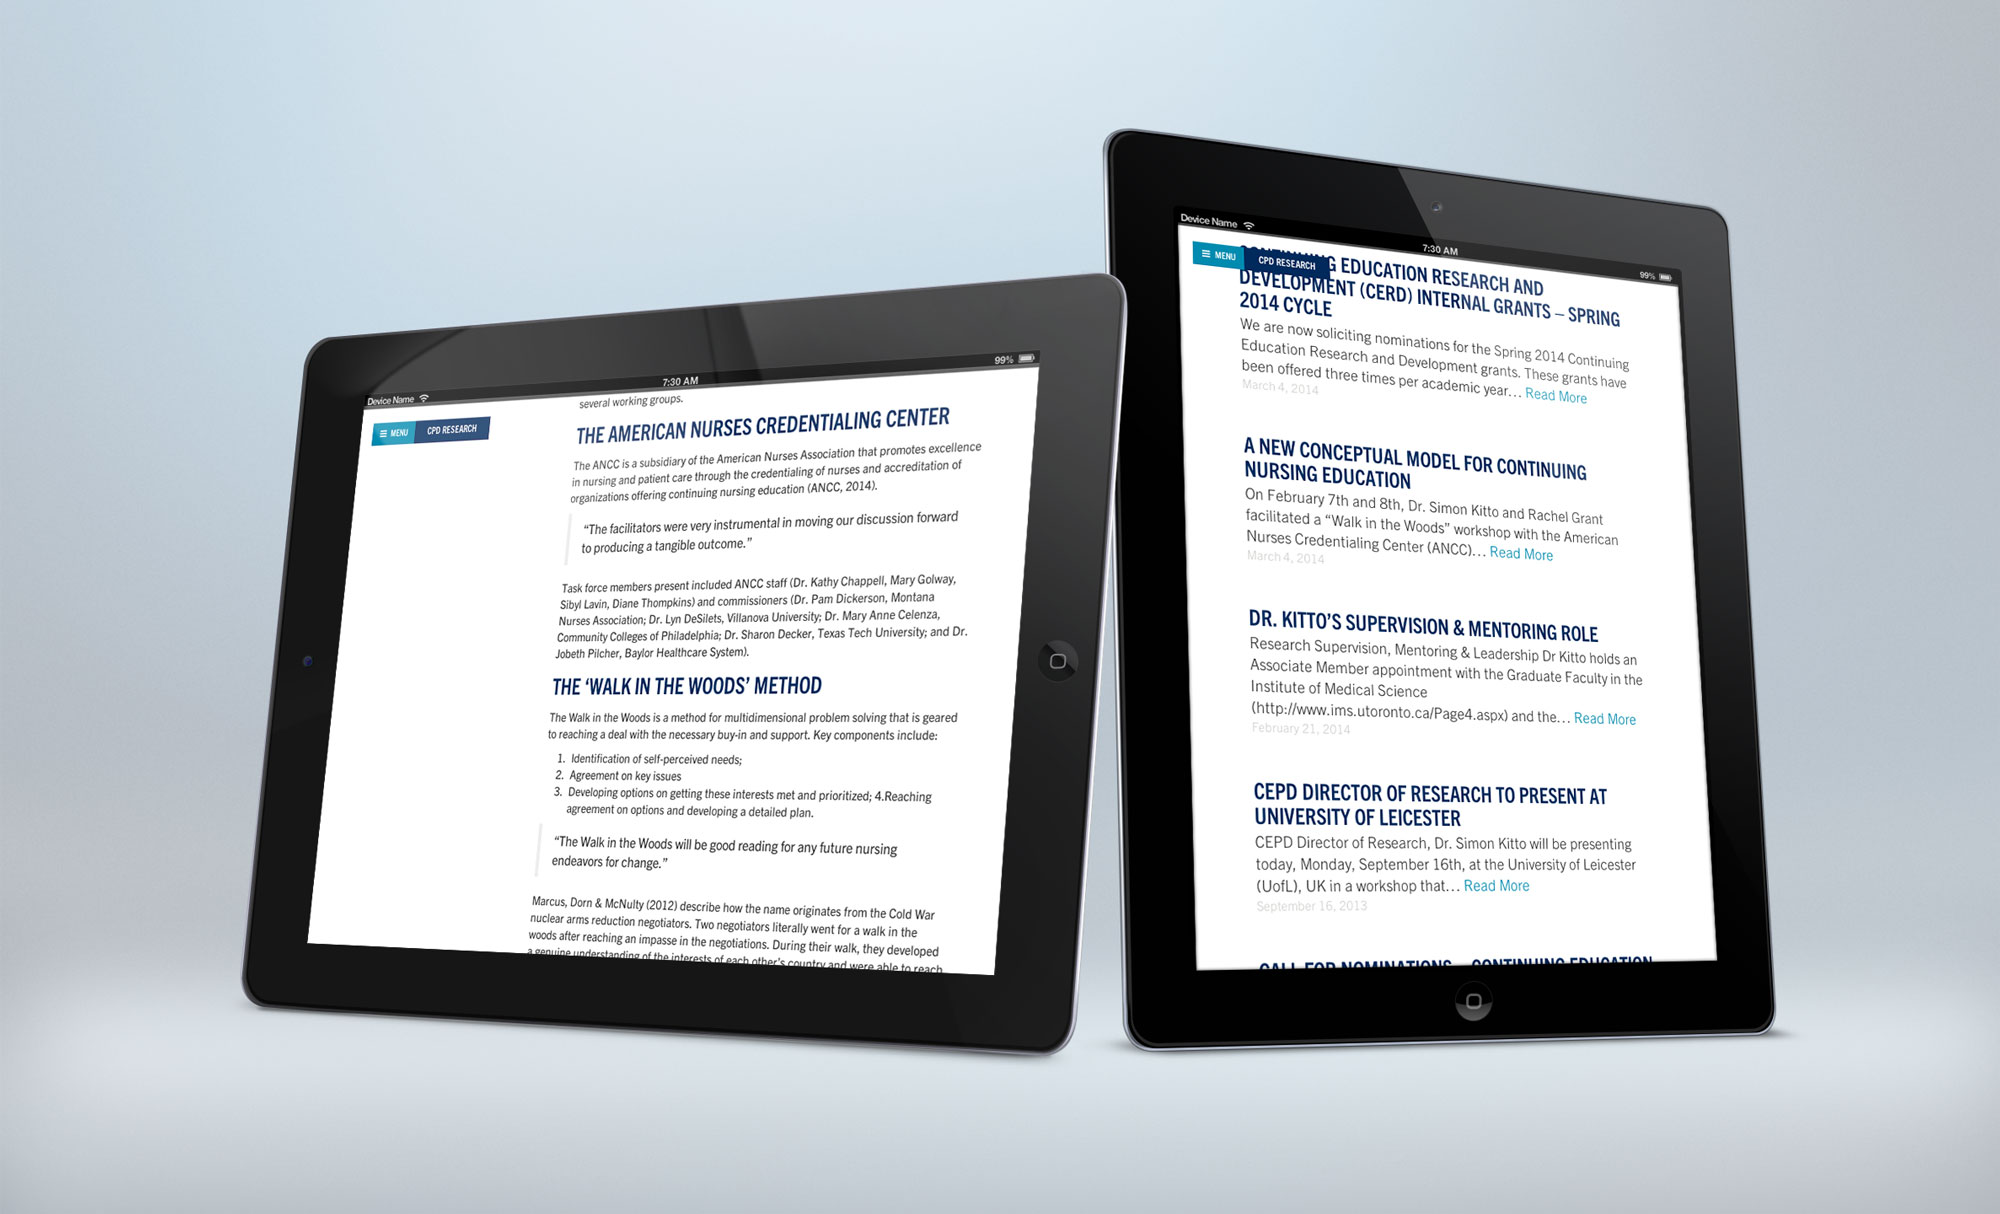 Device Name
7:30 AM
99%
MENU
CPD RESEARCH
several working groups.
THE AMERICAN NURSES CREDENTIALING CENTER
The ANCC is a subsidiary of the American Nurses Association that promotes excellence
in nursing and patient care through the credentialing of nurses and accreditation of
organizations offering continuing nursing education (ANCC, 2014).
“The facilitators were very instrumental in moving our discussion forward
to producing a tangible outcome.”
Task force members present included ANCC staff (Dr. Kathy Chappell, Mary Golway,
Sibyl Lavin, Diane Thompkins) and commissioners (Dr. Pam Dickerson, Montana
Nurses Association; Dr. Lyn DeSilets, Villanova University; Dr. Mary Anne Celenza,
Community Colleges of Philadelphia; Dr. Sharon Decker, Texas Tech University; and Dr.
Jobeth Pilcher, Baylor Healthcare System).
THE ‘WALK IN THE WOODS’ METHOD
The Walk in the Woods is a method for multidimensional problem solving that is geared
to reaching a deal with the necessary buy-in and support. Key components include:
1. Identification of self-perceived needs;
2. Agreement on key issues
3. Developing options on getting these interests met and prioritized; 4.Reaching
agreement on options and developing a detailed plan.
“The Walk in the Woods will be good reading for any future nursing
endeavors for change.”
Marcus, Dorn & McNulty (2012) describe how the name originates from the Cold War
nuclear arms reduction negotiators. Two negotiators literally went for a walk in the
woods after reaching an impasse in the negotiations. During their walk, they developed
a genuine understanding of the interests of each other’s country and were able to reach
Device Name
7:30 AM
99%
MENU
CPD RESEARCH
CONTINUING EDUCATION RESEARCH AND
DEVELOPMENT (CERD) INTERNAL GRANTS – SPRING
2014 CYCLE
We are now soliciting nominations for the Spring 2014 Continuing
Education Research and Development grants. These grants have
been offered three times per academic year… Read More
March 4, 2014
A NEW CONCEPTUAL MODEL FOR CONTINUING
NURSING EDUCATION
On February 7th and 8th, Dr. Simon Kitto and Rachel Grant
facilitated a “Walk in the Woods” workshop with the American
Nurses Credentialing Center (ANCC)… Read More
March 4, 2014
DR. KITTO’S SUPERVISION & MENTORING ROLE
Research Supervision, Mentoring & Leadership Dr Kitto holds an
Associate Member appointment with the Graduate Faculty in the
Institute of Medical Science
(http://www.ims.utoronto.ca/Page4.aspx) and the… Read More
February 21, 2014
CEPD DIRECTOR OF RESEARCH TO PRESENT AT
UNIVERSITY OF LEICESTER
CEPD Director of Research, Dr. Simon Kitto will be presenting
today, Monday, September 16th, at the University of Leicester
(UofL), UK in a workshop that… Read More
September 16, 2013
CALL FOR NOMINATIONS – CONTINUING EDUCATION